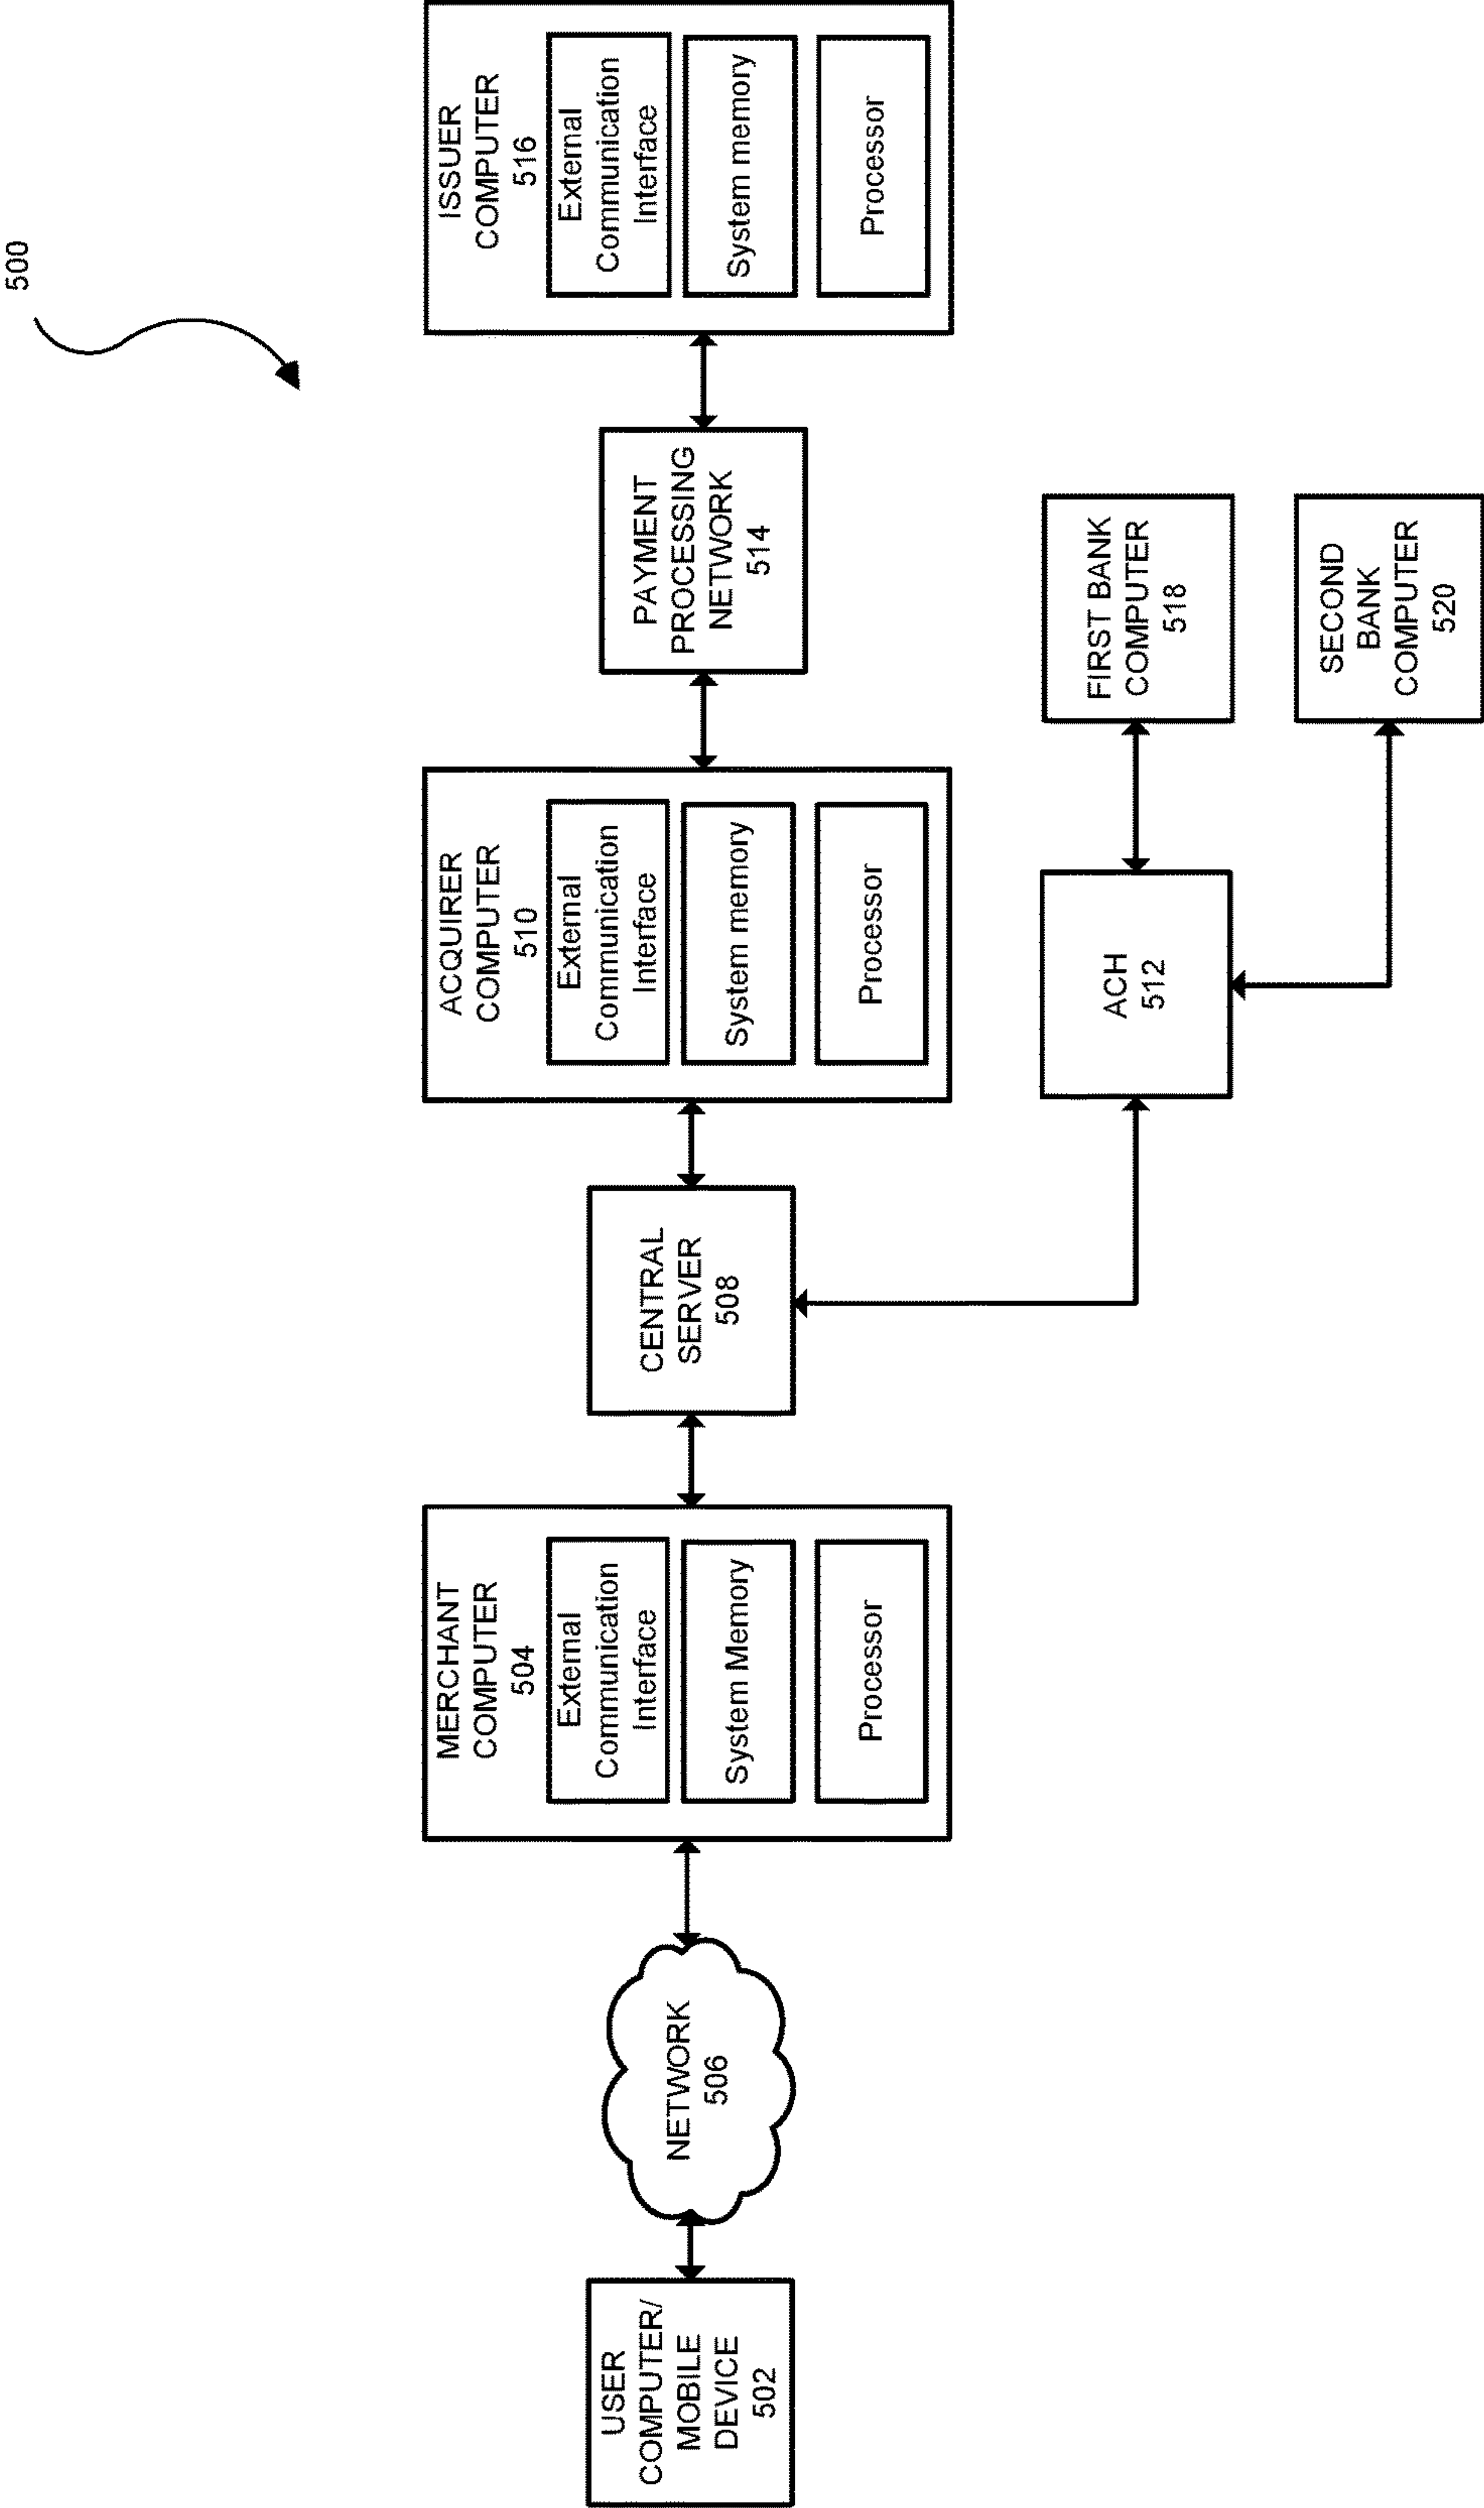 500
USER
COMPUTER/
MOBILE
DEVICE
502
NETWORK
506
MERCHANT
COMPUTER
504
External
Communication
Interface
System Memory
Processor
CENTRAL
SERVER
508
ACQUIRER
COMPUTER
510
External
Communication
Interface
System memory
Processor
PAYMENT
PROCESSING
NETWORK
514
ISSUER
COMPUTER
516
External
Communication
Interface
System memory
Processor
ACH
512
FIRST BANK
COMPUTER
518
SECOND
BANK
COMPUTER
520